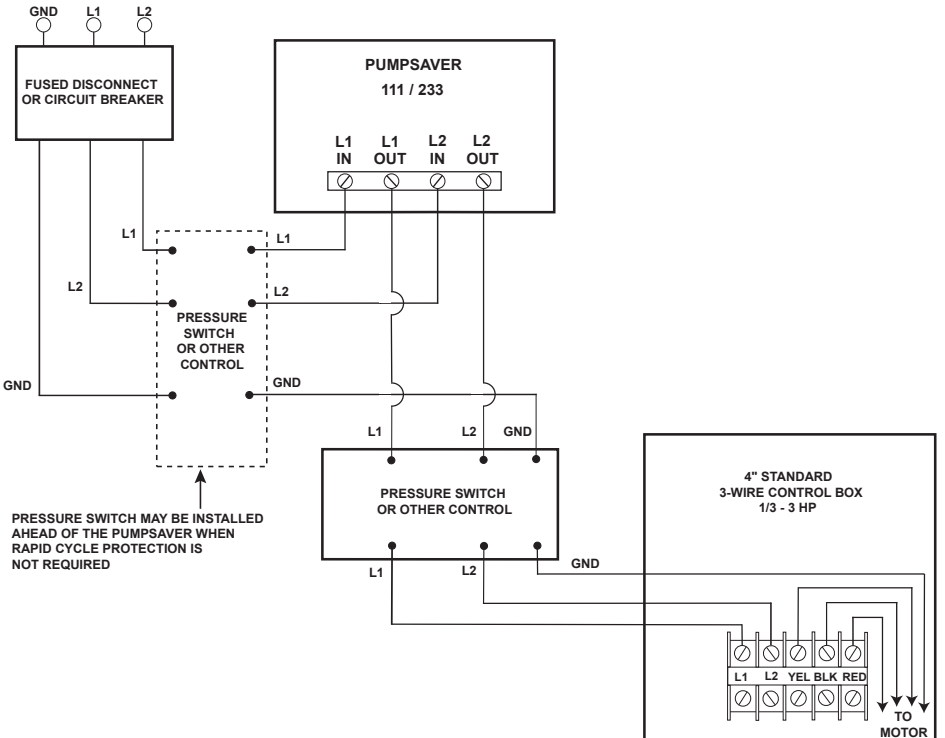 GND L1 L2
FUSED DISCONNECT
OR CIRCUIT BREAKER
PUMPSAVER
111 / 233
L1 L1 L2 L2
IN OUT IN OUT
L1
L1
L2
L2
PRESSURE
SWITCH
OR OTHER
CONTROL
GND
GND
L1
L2
GND
PRESSURE SWITCH
OR OTHER CONTROL
PRESSURE SWITCH MAY BE INSTALLED
AHEAD OF THE PUMPSAVER WHEN
RAPID CYCLE PROTECTION IS
NOT REQUIRED
L1
L2
GND
4" STANDARD
3-WIRE CONTROL BOX
1/3 - 3 HP
L1 L2 YEL BLK RED
TO
MOTOR